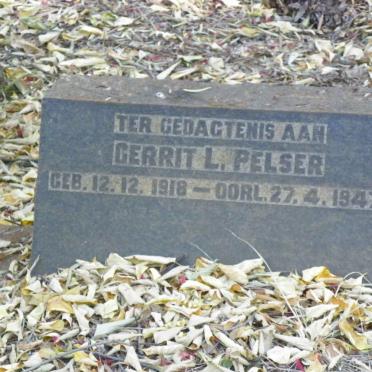 TER GEDAGTENIS AAN
GERRIT L. PELSER
GEB. 12. 12. 1918 — OORL. 27. 4. 1947